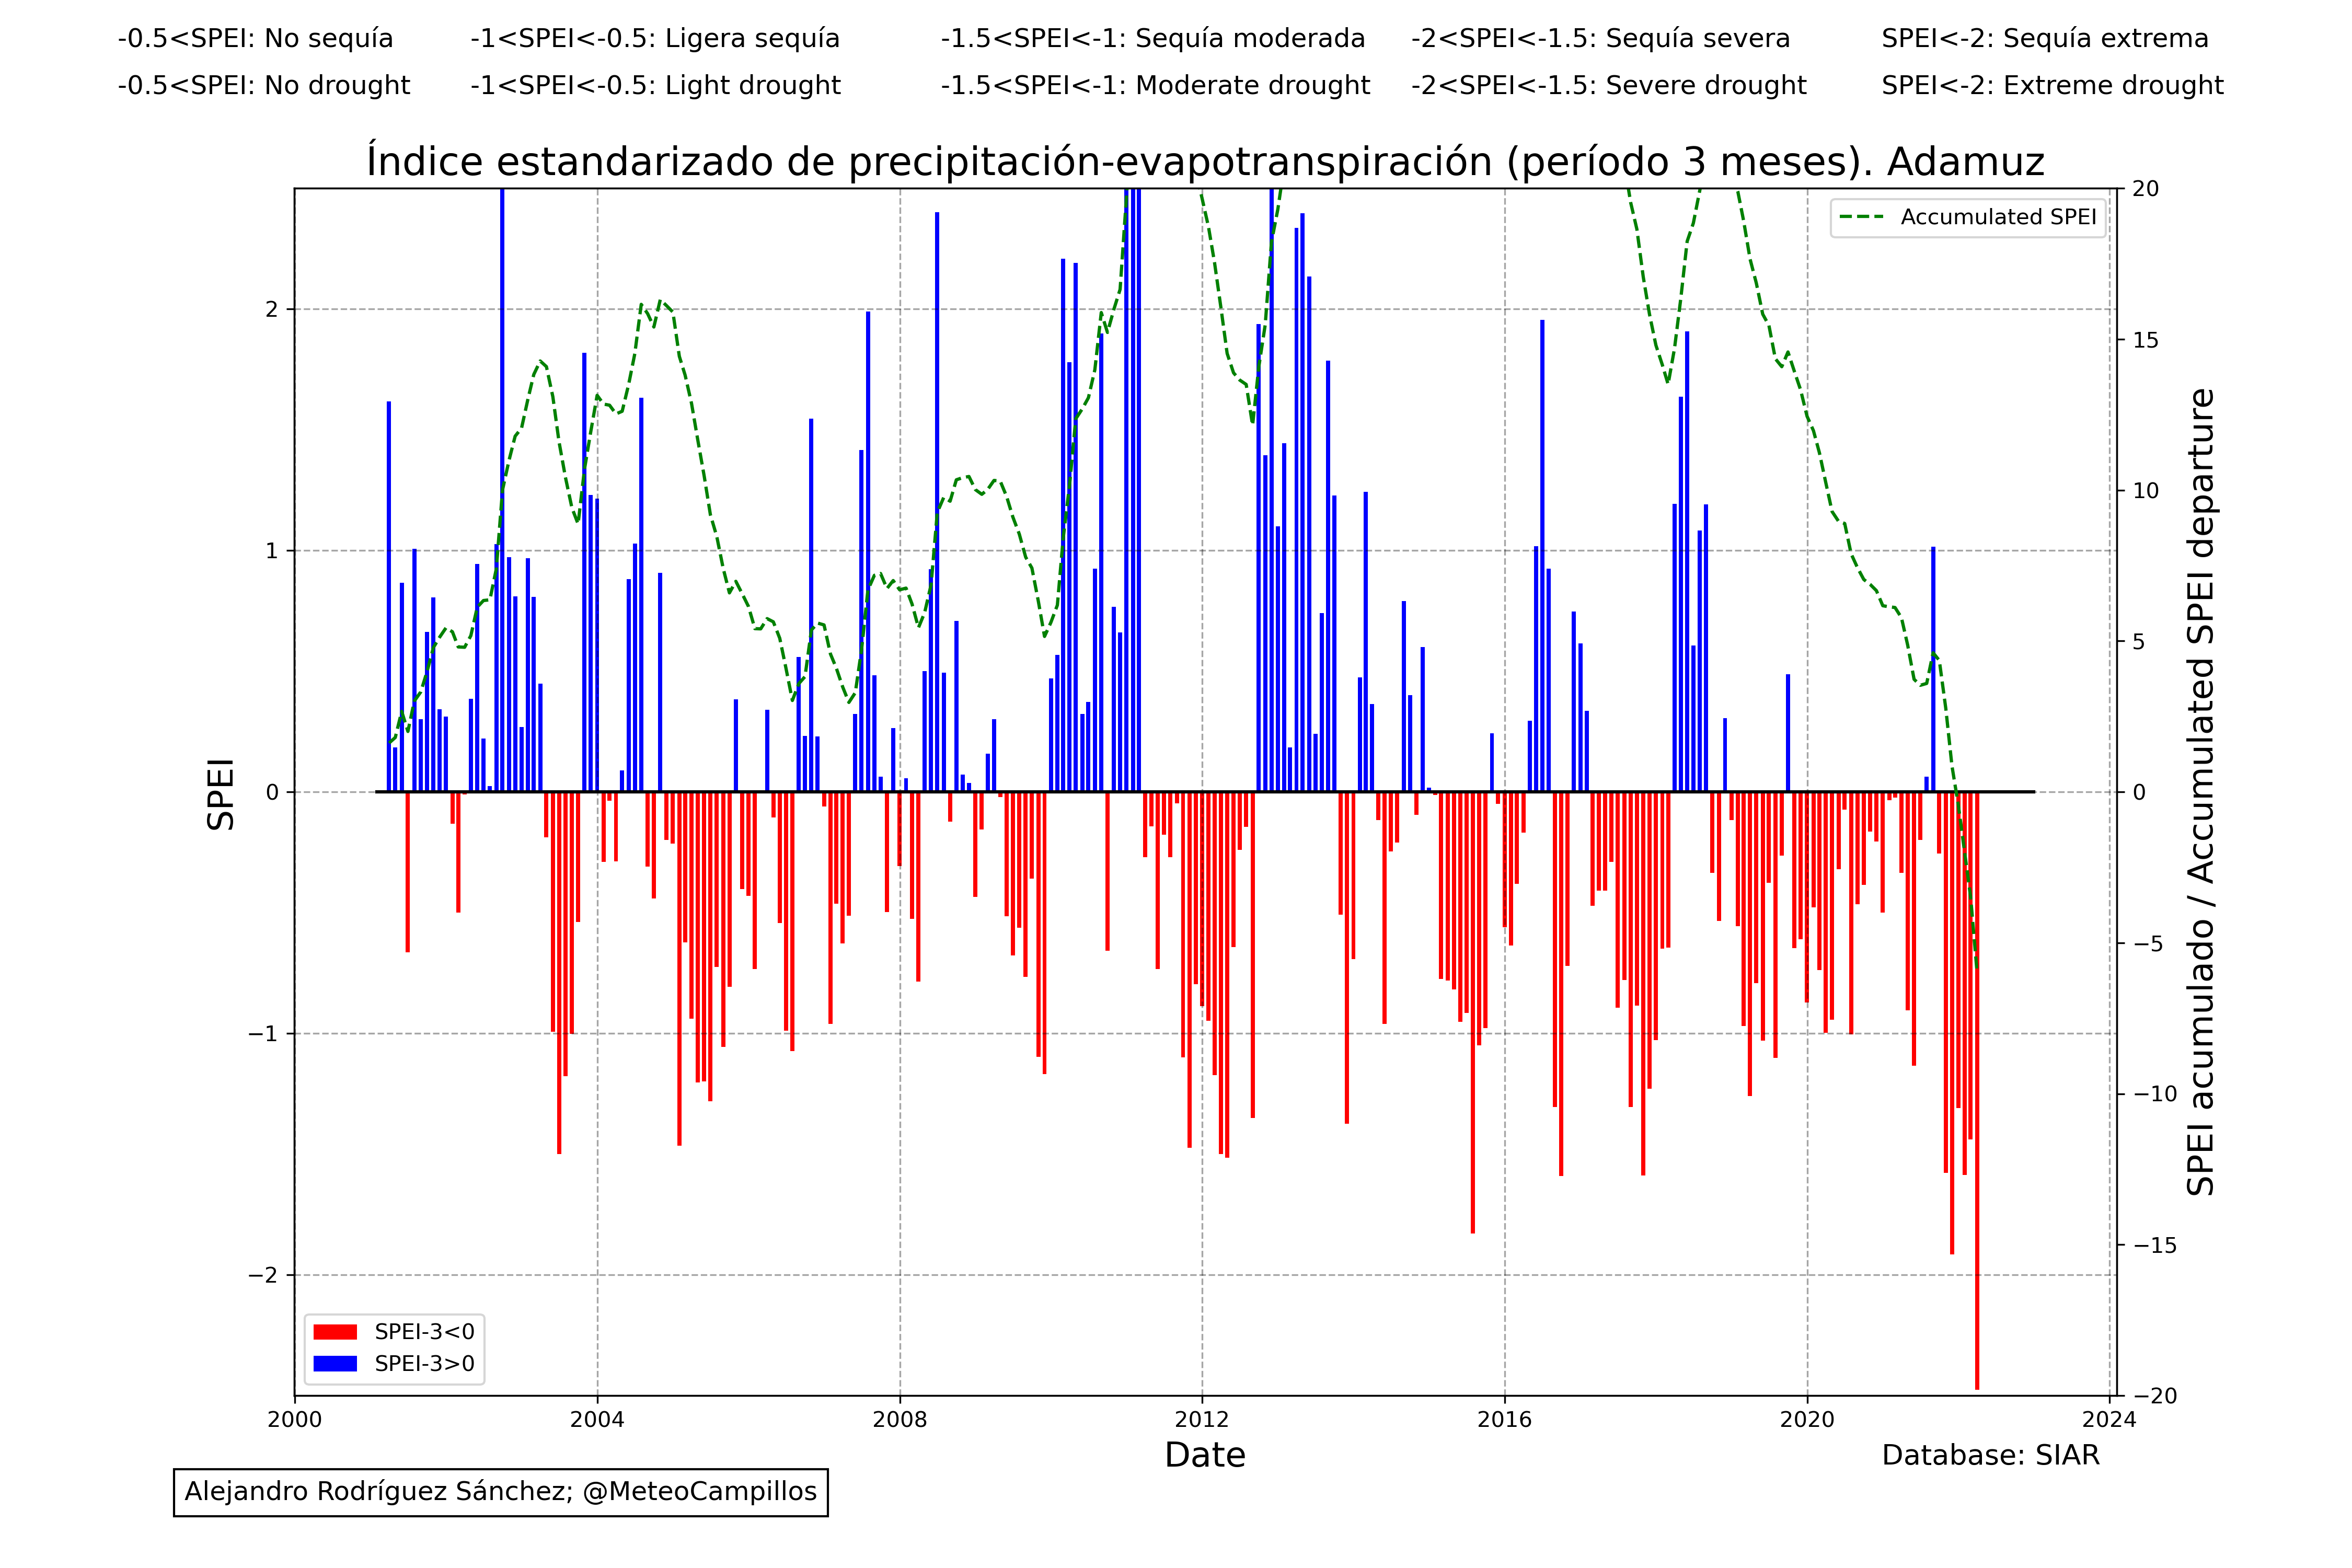 -0.5<SPEI: No sequía -1<SPEI<-0.5: Ligera sequía -1.5<SPEI<-1: Sequía moderada -2<SPEI<-1.5: Sequía severa SPEI<-2: Sequía extrema
-0.5<SPEI: No drought -1<SPEI<-0.5: Light drought -1.5<SPEI<-1: Moderate drought -2<SPEI<-1.5: Severe drought SPEI<-2: Extreme drought
Índice estandarizado de precipitación-evapotranspiración (período 3 meses). Adamuz
Accumulated SPEI
2
1
0
−1
−2
SPEI
20
15
10
5
0
−5
−10
−15
−20
SPEI acumulado / Accumulated SPEI departure
SPEI-3<0
SPEI-3>0
2000 2004 2008 2012 2016 2020 2024
Date
Database: SIAR
Alejandro Rodríguez Sánchez; @MeteoCampillos